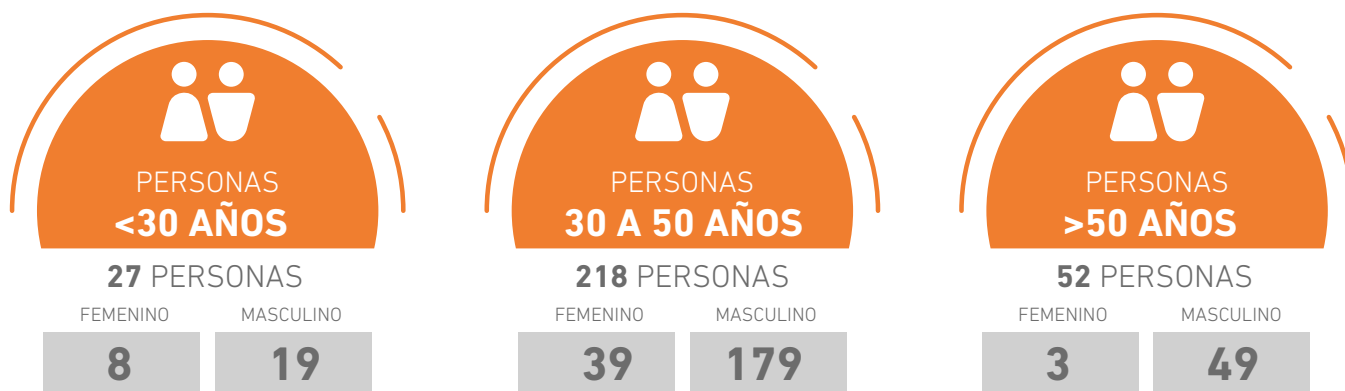 PERSONAS
<30 AÑOS
27 PERSONAS
FEMENINO MASCULINO
8 19
PERSONAS
30 A 50 AÑOS
218 PERSONAS
FEMENINO MASCULINO
39 179
PERSONAS
>50 AÑOS
52 PERSONAS
FEMENINO MASCULINO
3 49